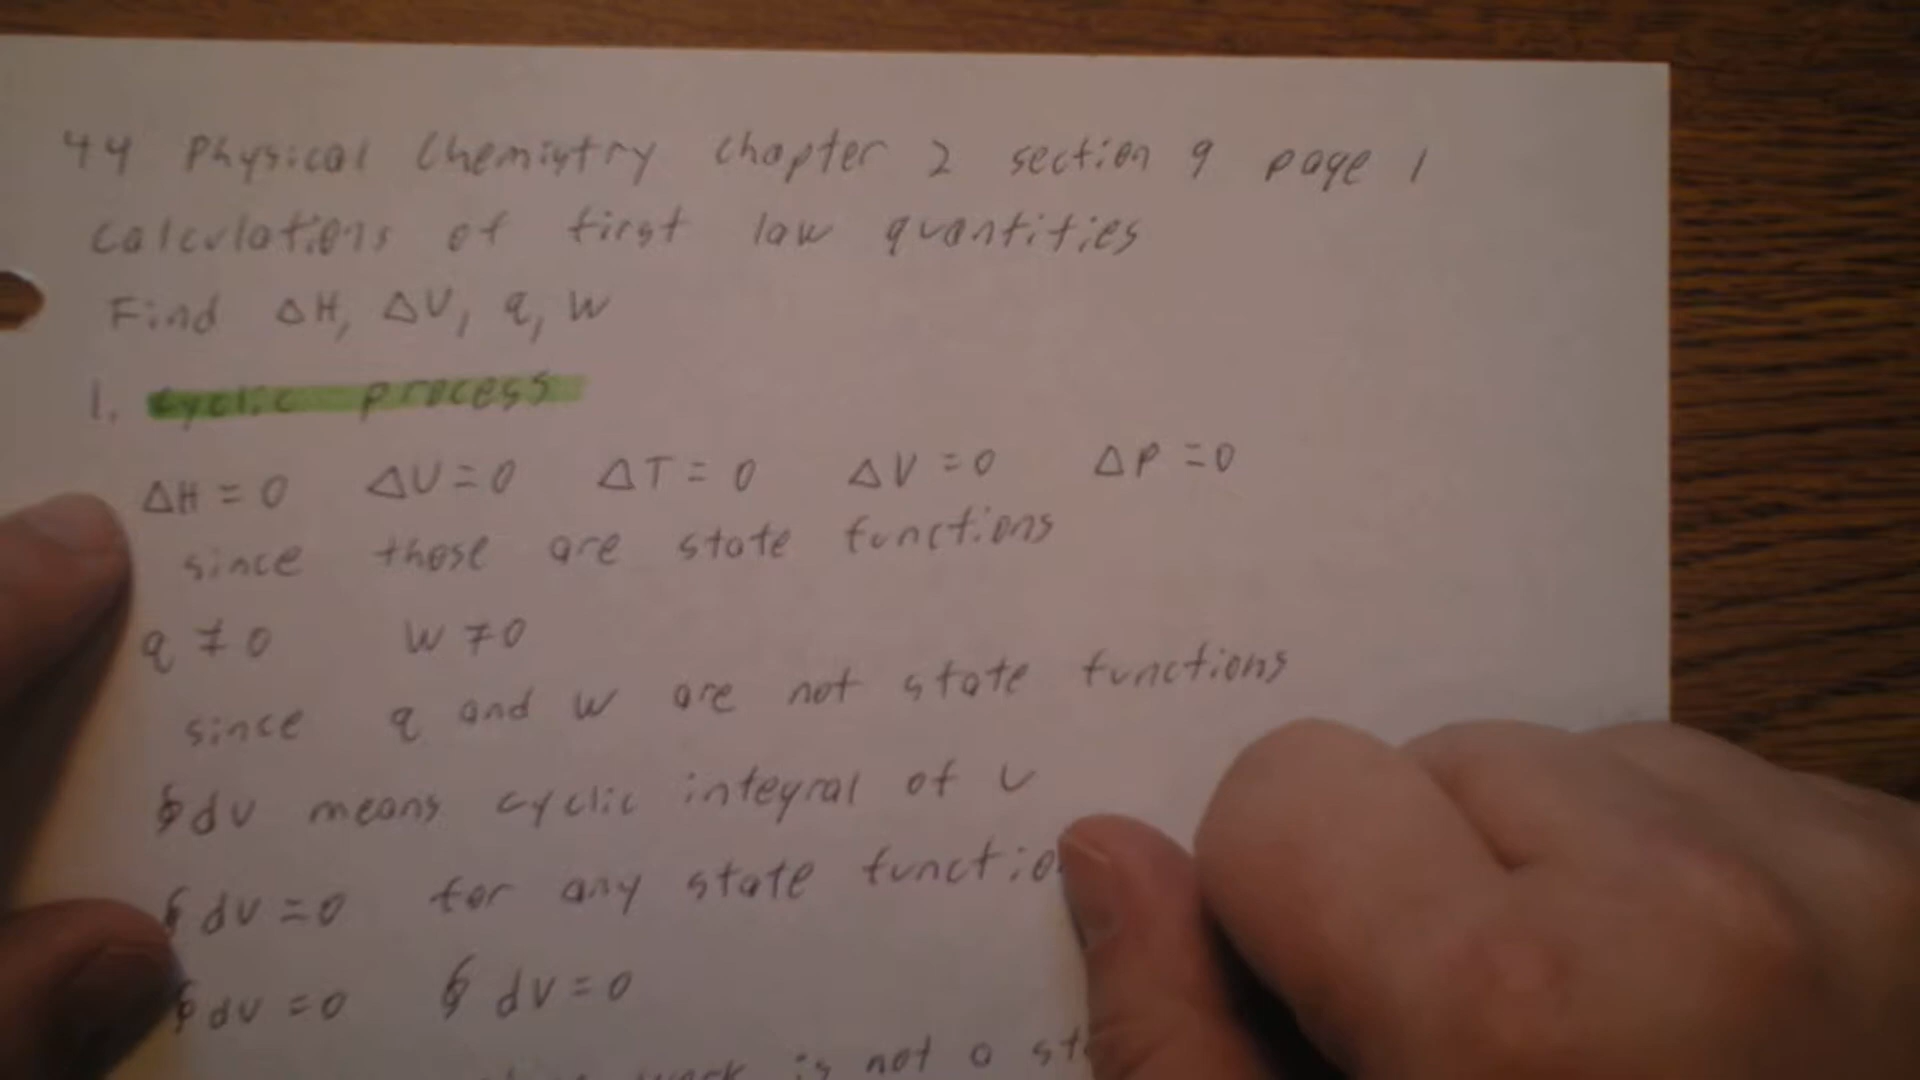 44 Physical Chemistry chapter 2 section 9 page 1
Calculations of first law quantities
Find ΔH, ΔU, q, w
1. Cyclic process
ΔH = 0 ΔU = 0 ΔT = 0 ΔV = 0 ΔP = 0
since those are state functions
q ≠ 0 w ≠ 0
since q and w are not state functions
∮ dU means cyclic integral of U
∮ dU = 0 for any state
∮ dU = 0 ∮ dV = 0
work is not a